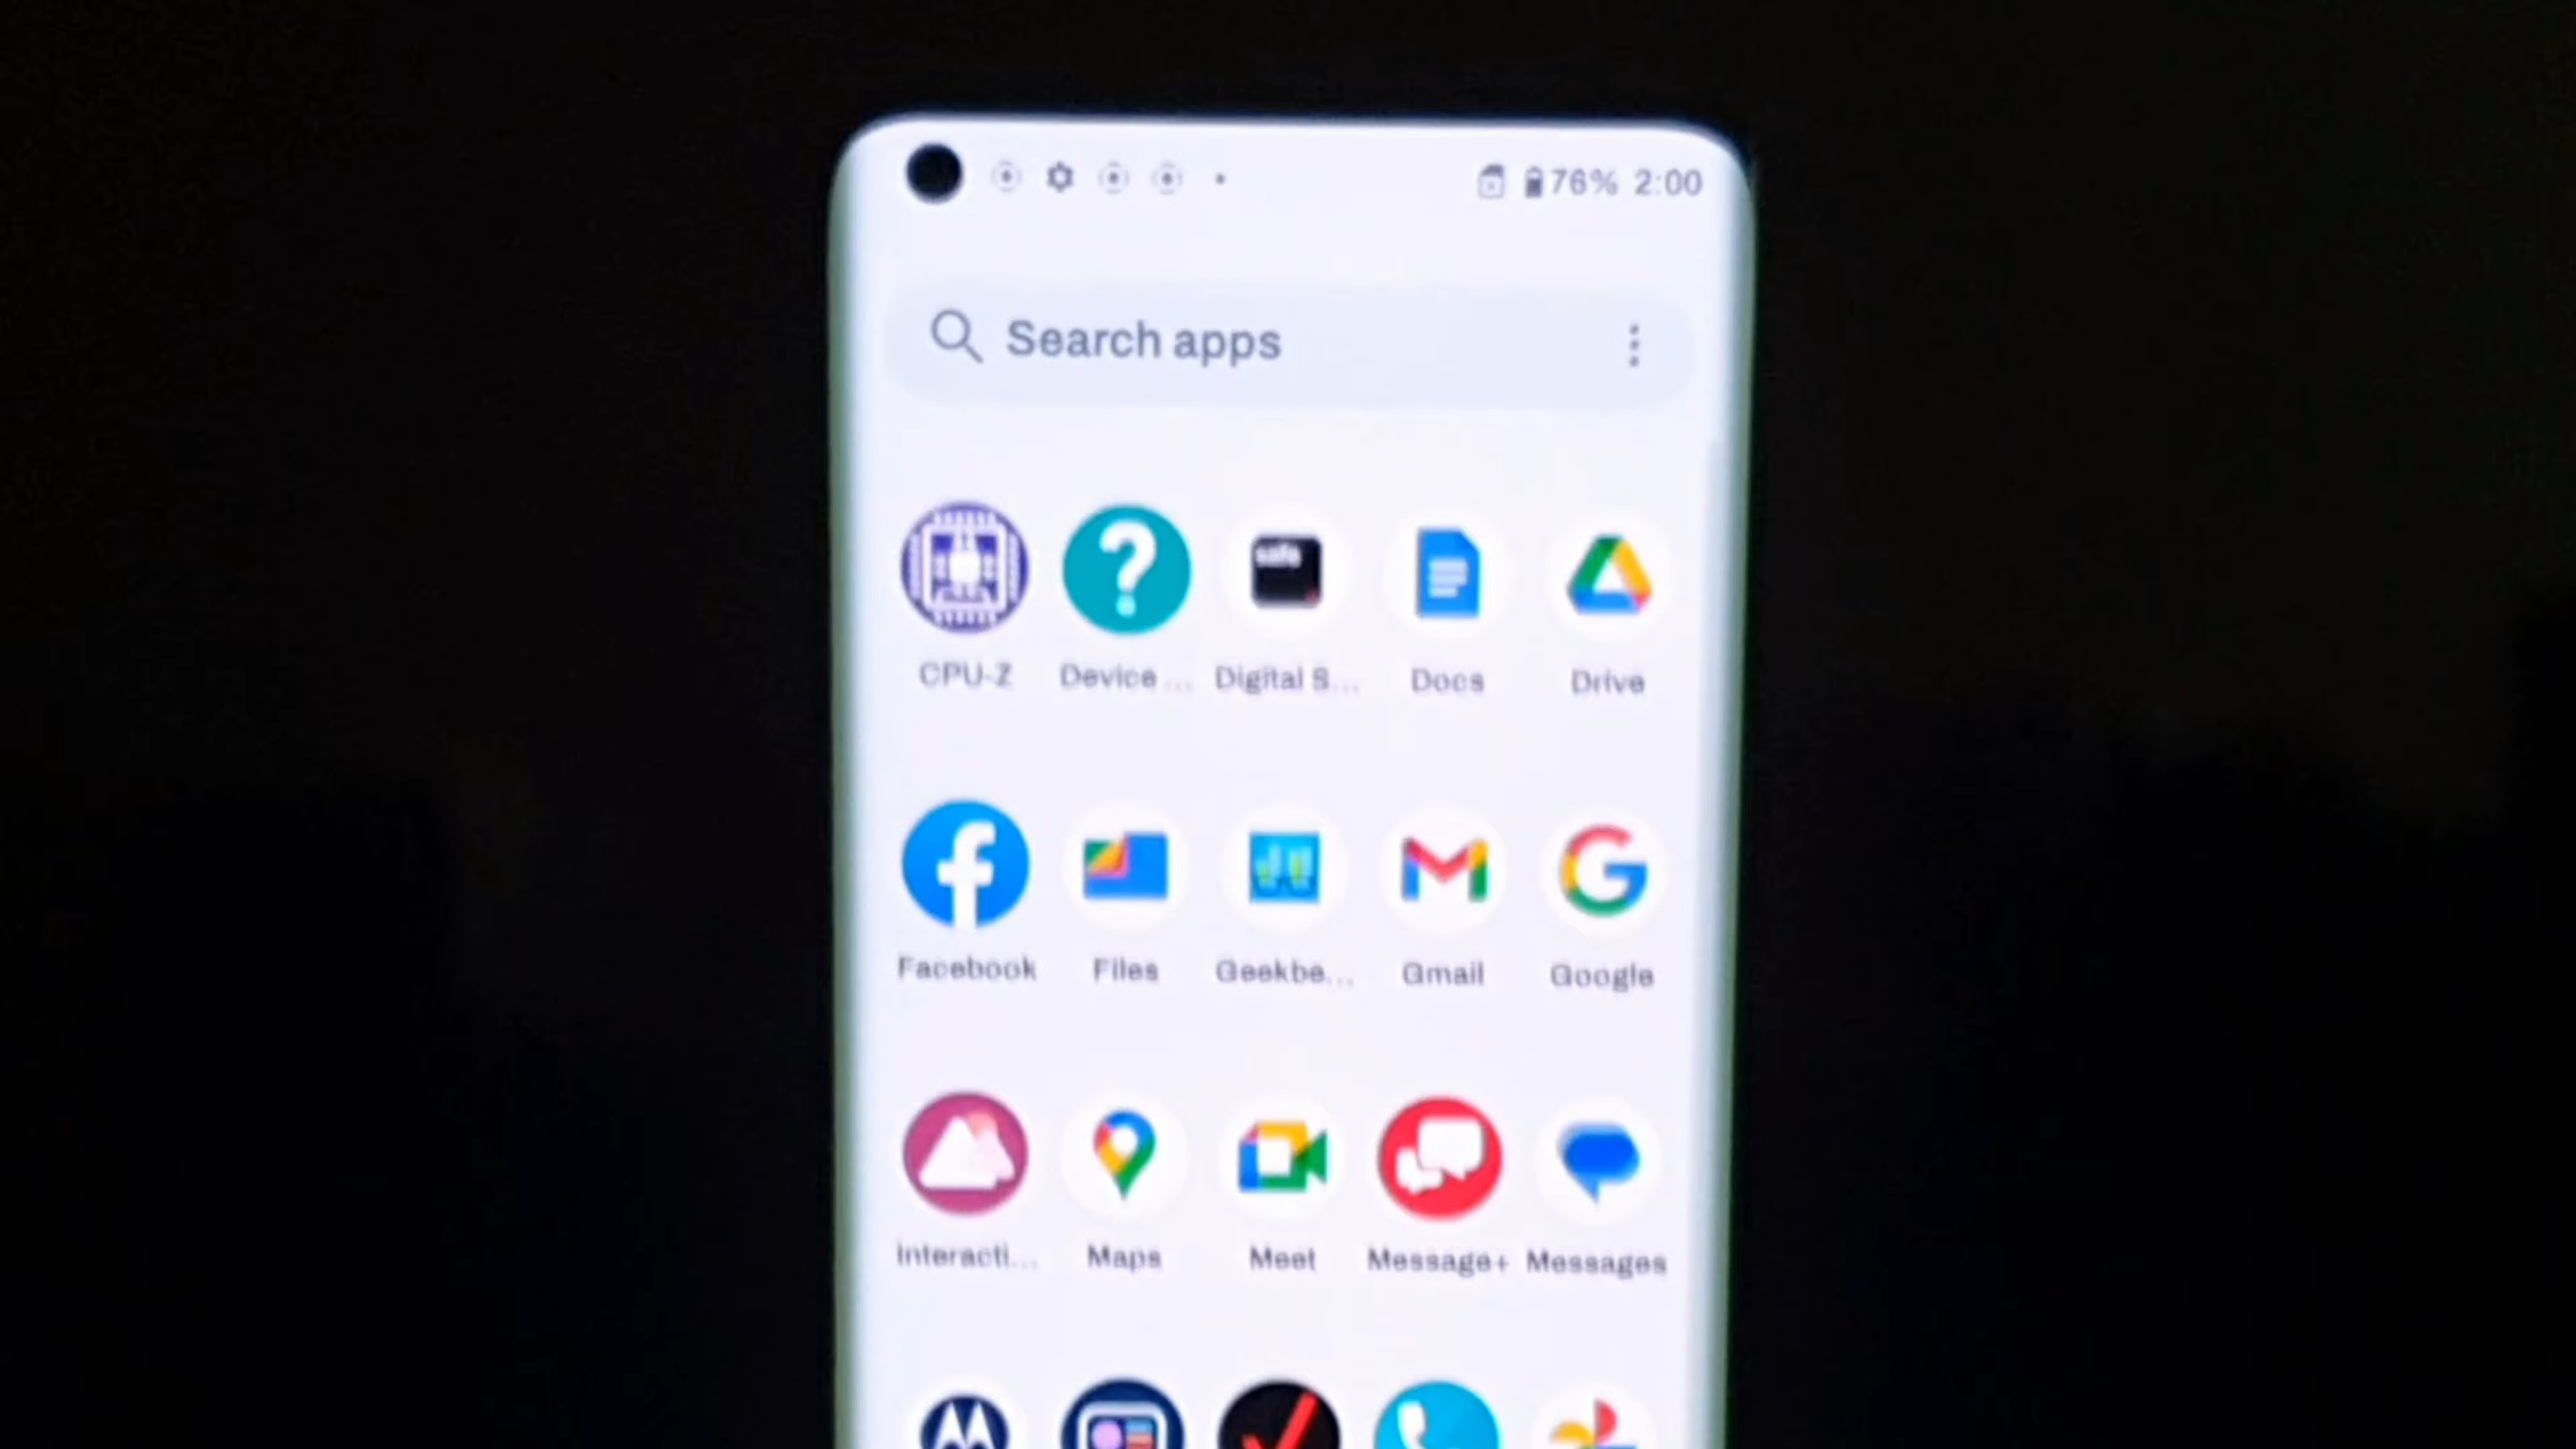 76% 2:00
Search apps
safe
CPU-Z Device ... Digital S... Docs Drive
Facebook Files Geekbe... Gmail Google
Interacti... Maps Meet Message+ Messages